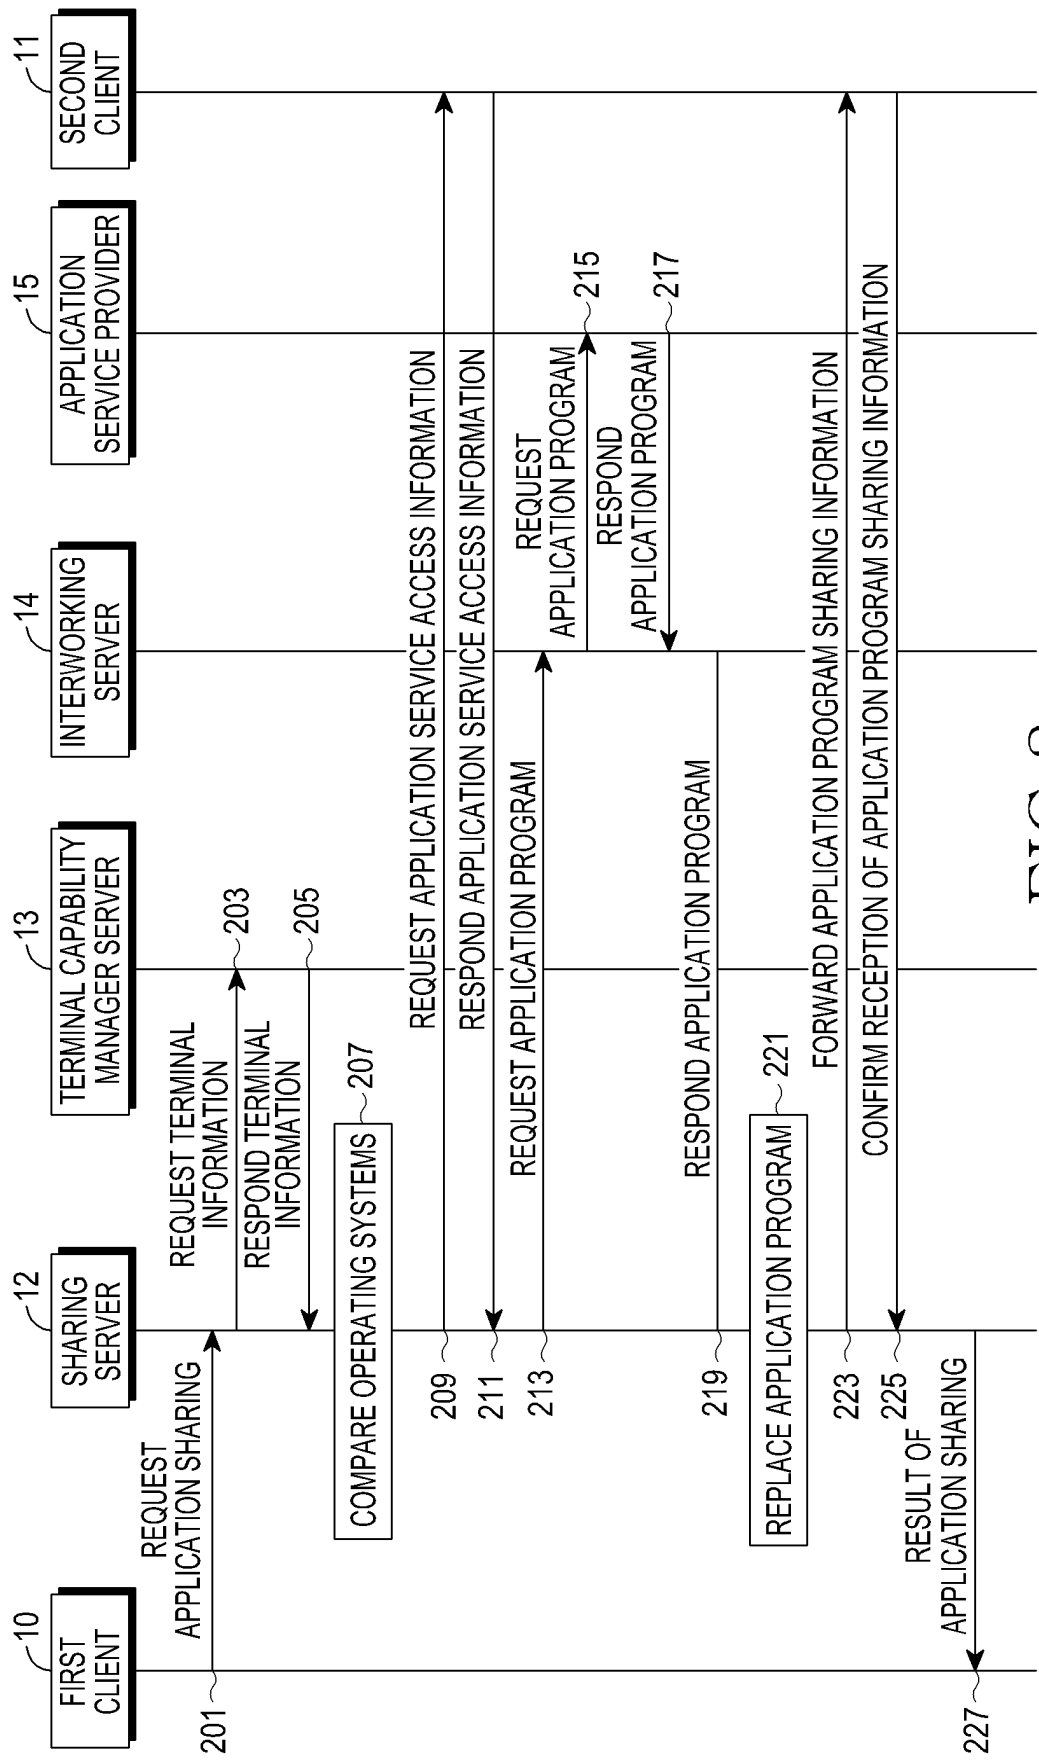 10
FIRST
CLIENT
12
SHARING
SERVER
13
TERMINAL CAPABILITY
MANAGER SERVER
14
INTERWORKING
SERVER
15
APPLICATION
SERVICE PROVIDER
11
SECOND
CLIENT
REQUEST
APPLICATION SHARING
201
REQUEST TERMINAL
INFORMATION
203
RESPOND TERMINAL
INFORMATION
205
COMPARE OPERATING SYSTEMS
207
REQUEST APPLICATION SERVICE ACCESS INFORMATION
209
RESPOND APPLICATION SERVICE ACCESS INFORMATION
211
REQUEST APPLICATION PROGRAM
213
REQUEST
APPLICATION PROGRAM
215
RESPOND
APPLICATION PROGRAM
217
RESPOND APPLICATION PROGRAM
219
REPLACE APPLICATION PROGRAM
221
FORWARD APPLICATION PROGRAM SHARING INFORMATION
223
CONFIRM RECEPTION OF APPLICATION PROGRAM SHARING INFORMATION
225
RESULT OF
APPLICATION SHARING
227